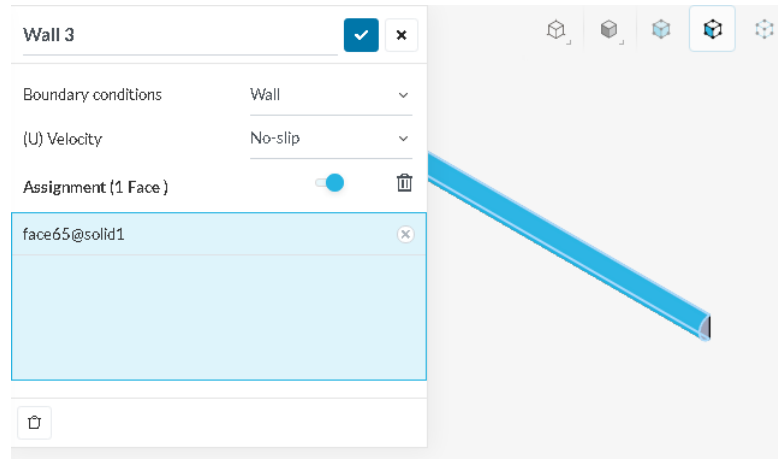 Wall 3
Boundary conditions Wall
(U) Velocity No-slip
Assignment (1 Face )
face65@solid1